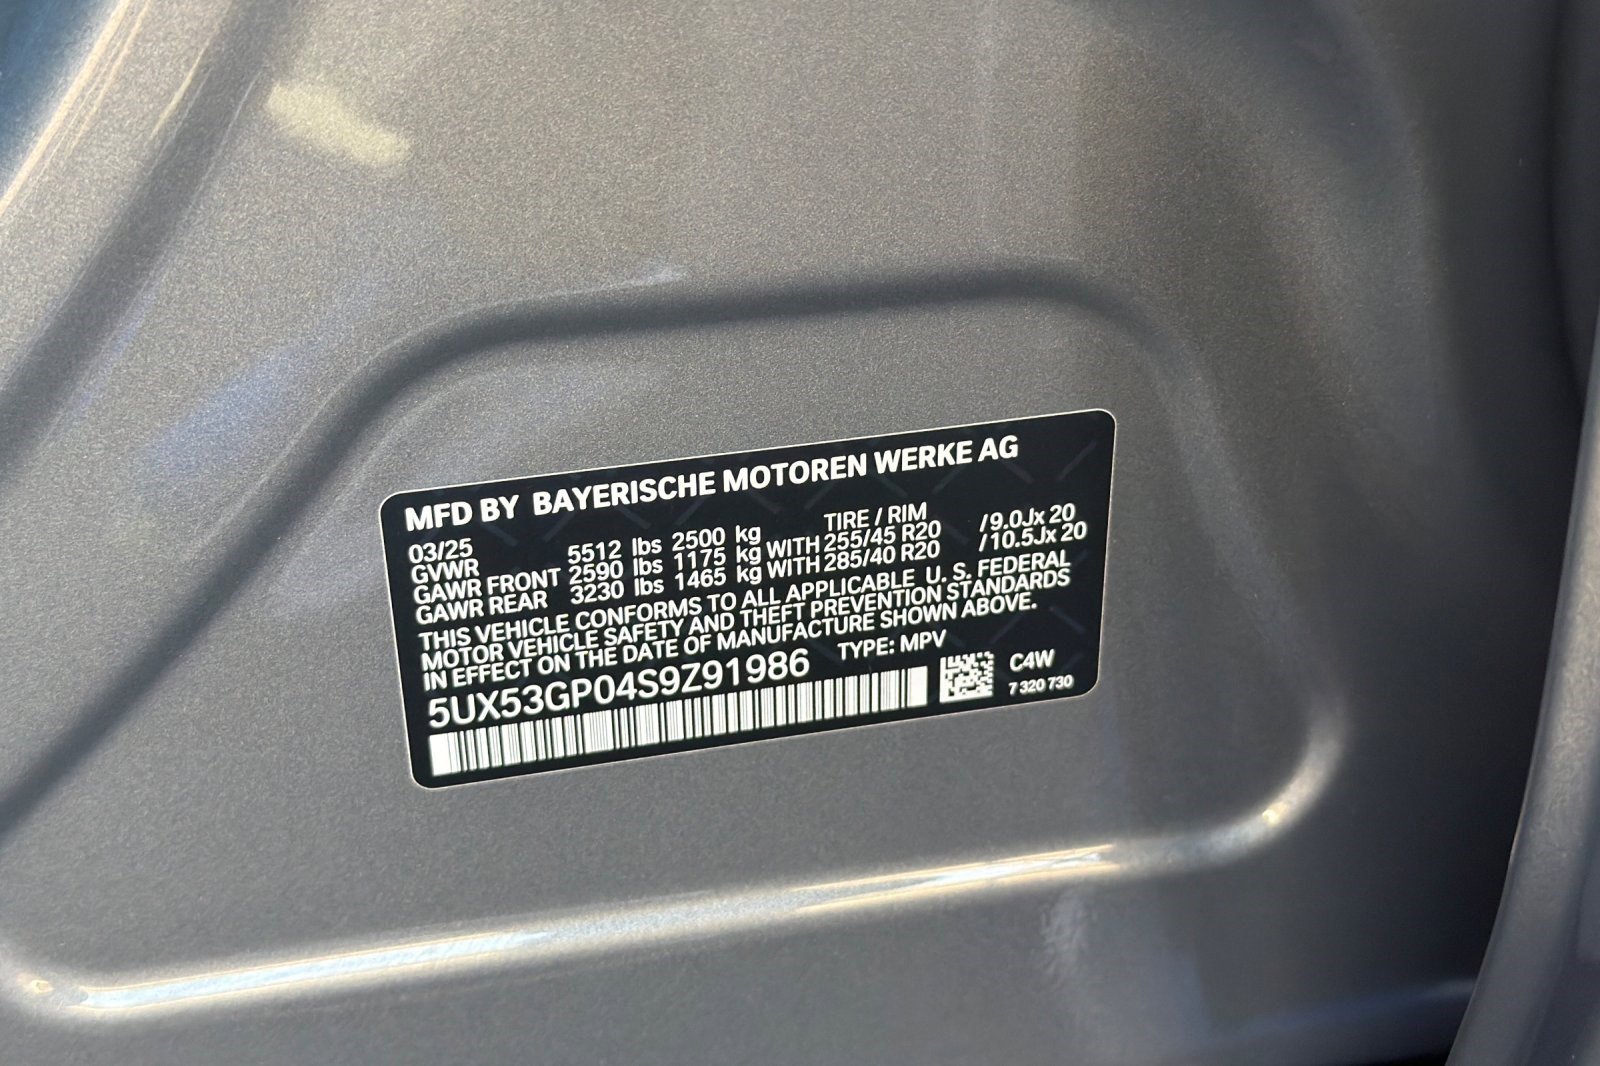 MFD BY BAYERISCHE MOTOREN WERKE AG
03/25 TIRE / RIM
GVWR 5512 lbs 2500 kg
GAWR FRONT 2590 lbs 1175 kg WITH 255/45 R20 /9.0Jx 20
GAWR REAR 3230 lbs 1465 kg WITH 285/40 R20 /10.5Jx 20
THIS VEHICLE CONFORMS TO ALL APPLICABLE U. S. FEDERAL
MOTOR VEHICLE SAFETY AND THEFT PREVENTION STANDARDS
IN EFFECT ON THE DATE OF MANUFACTURE SHOWN ABOVE.
5UX53GP04S9Z91986 TYPE: MPV
C4W
7 320 730